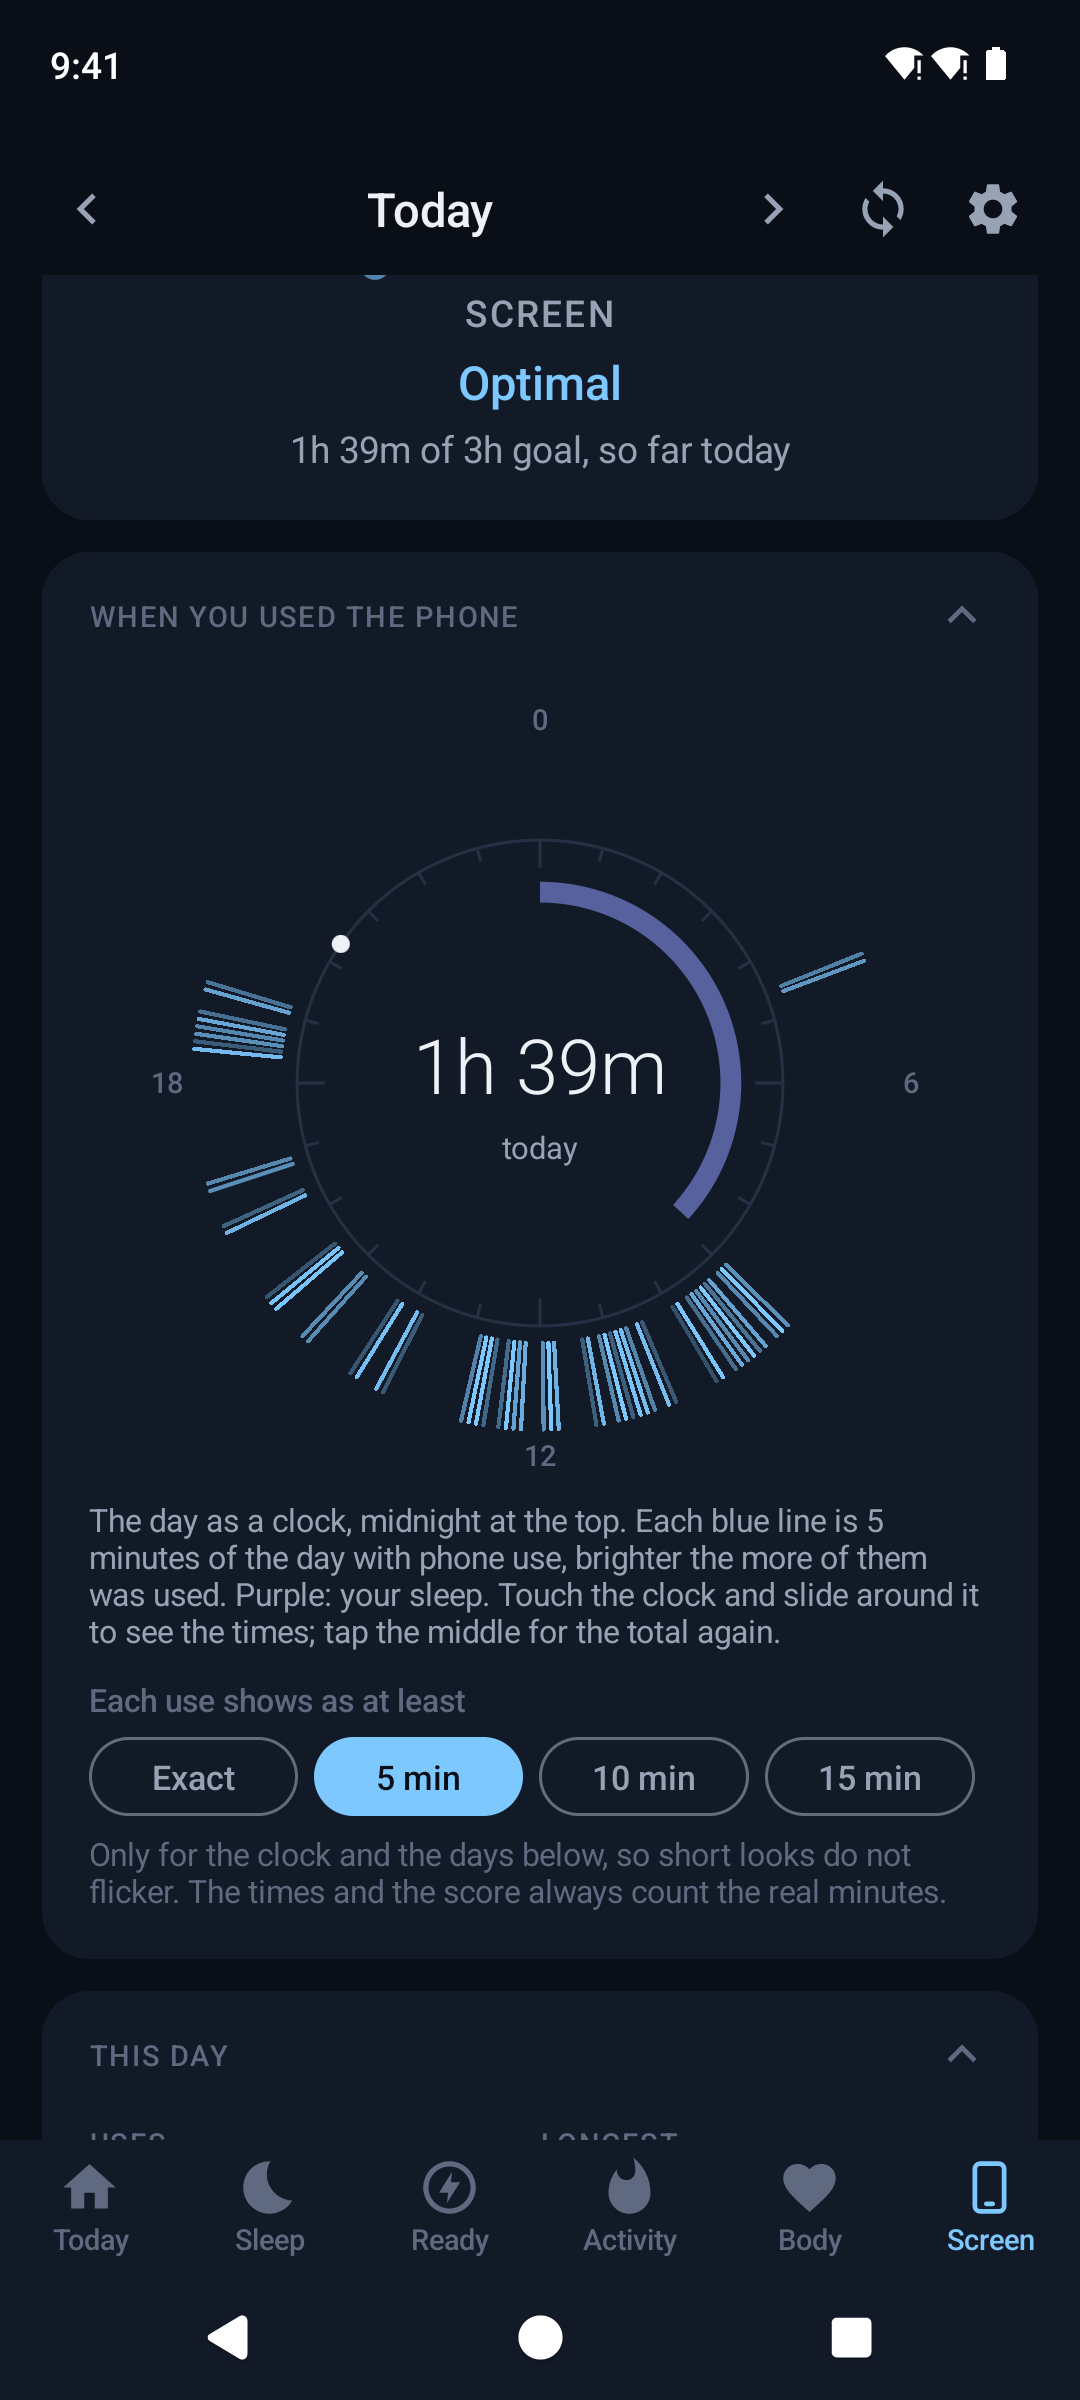 9:41
Today
SCREEN
Optimal
1h 39m of 3h goal, so far today
WHEN YOU USED THE PHONE
0
18
1h 39m
6
today
12
The day as a clock, midnight at the top. Each blue line is 5
minutes of the day with phone use, brighter the more of them
was used. Purple: your sleep. Touch the clock and slide around it
to see the times; tap the middle for the total again.
Each use shows as at least
Exact
5 min
10 min
15 min
Only for the clock and the days below, so short looks do not
flicker. The times and the score always count the real minutes.
THIS DAY
USES
LONGEST
Today
Sleep
Ready
Activity
Body
Screen